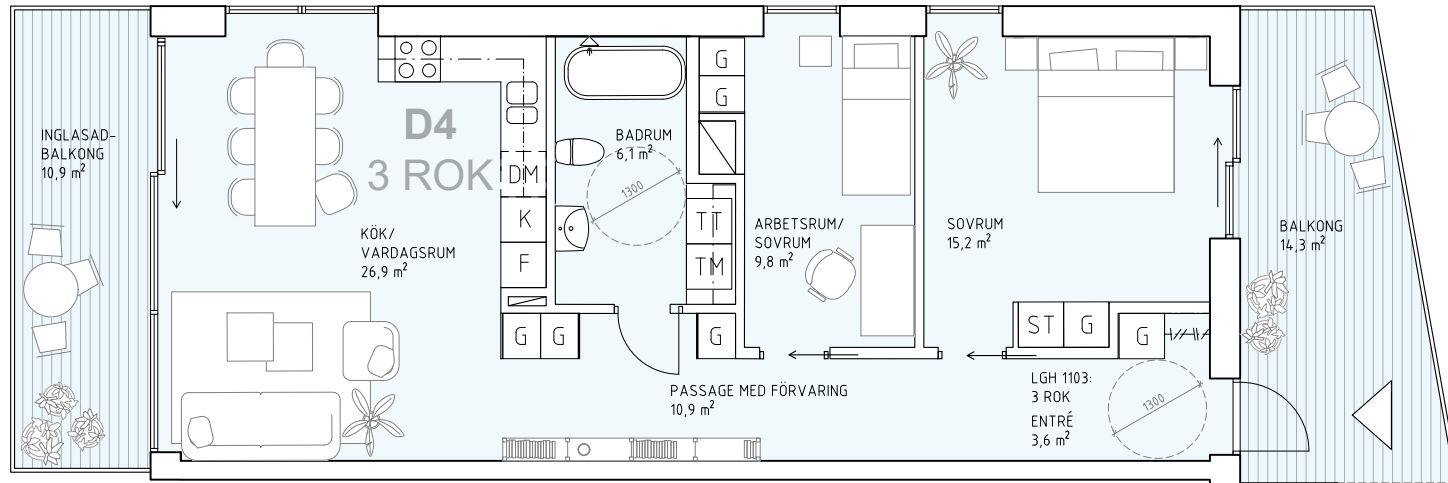 INGLASAD-
BALKONG
10,9 m²
D4
3 ROK
KÖK/
VARDAGSRUM
26,9 m²
DM
K
F
G
G
BADRUM
6,1 m²
1300
G
G
TT
TM
G
ARBETSRUM/
SOVRUM
9,8 m²
SOVRUM
15,2 m²
ST
G
G
PASSAGE MED FÖRVARING
10,9 m²
LGH 1103:
3 ROK
ENTRÉ
3,6 m²
1300
BALKONG
14,3 m²